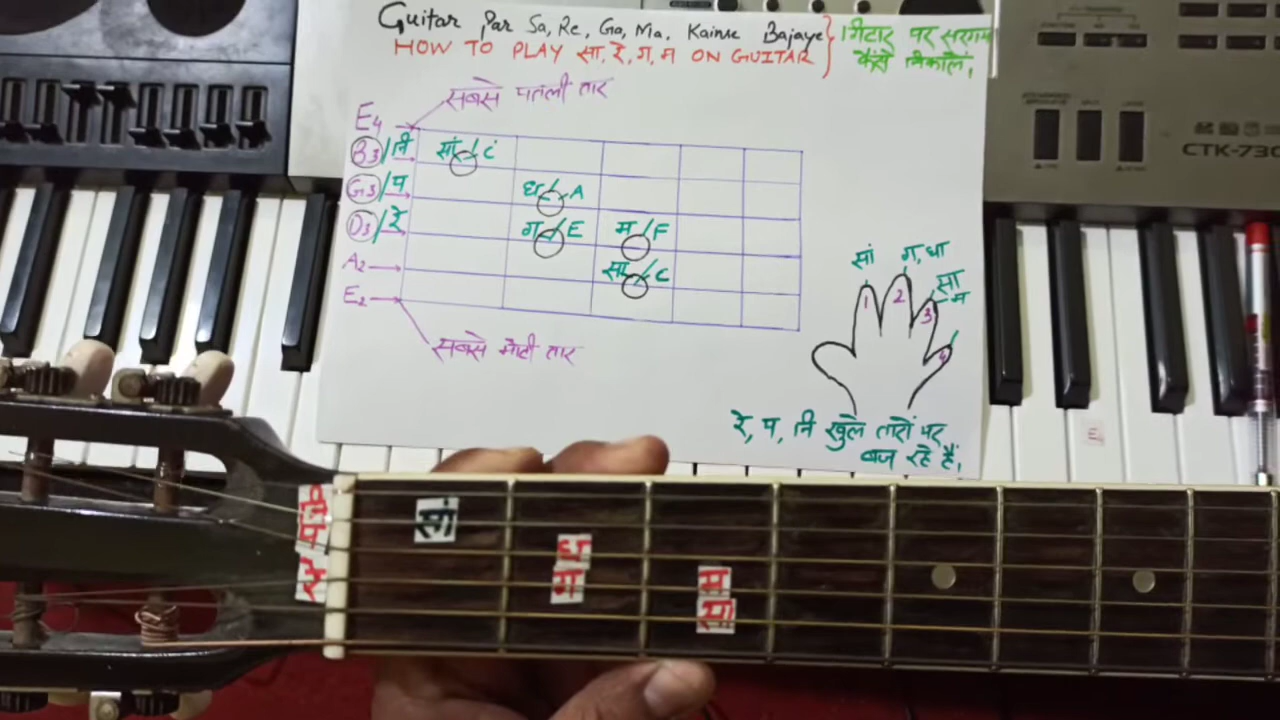 Guitar Par Sa, Re, Ga, Ma, Kaise Bajaye
HOW TO PLAY सा, रे, ग, म ON GUITAR
गिटार पर सरगम
कैसे निकालें।
सबसे पतली तार
E4
B3/नि सां/C
G3/प ध/A
D3/रे ग/E म/F
A2 सा/C
E2
सबसे मोटी तार
सां ग, धा सा
म
1 2 3 4
रे, प, नि खुले तारों पर
बज रहे हैं।
CTK-730
नि
प
रे
सां
ध
ग
म
सा